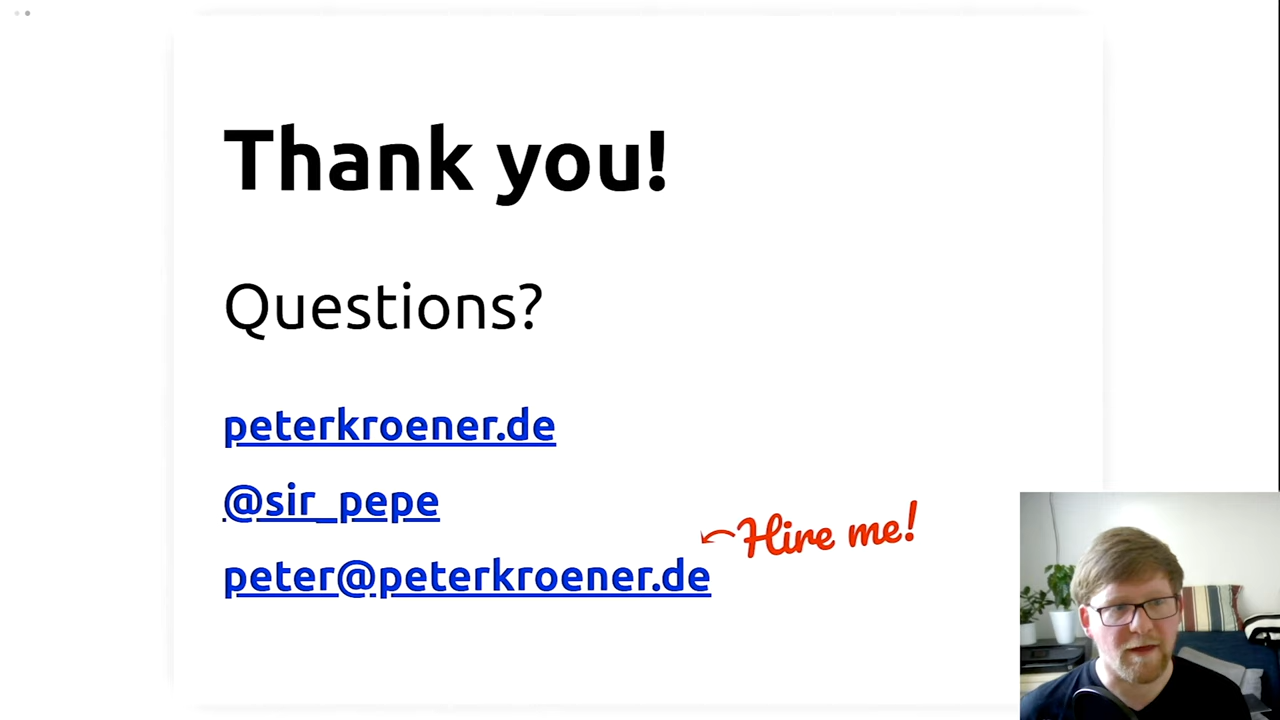 Thank you!
Questions?
peterkroener.de
@sir_pepe
Hire me!
peter@peterkroener.de